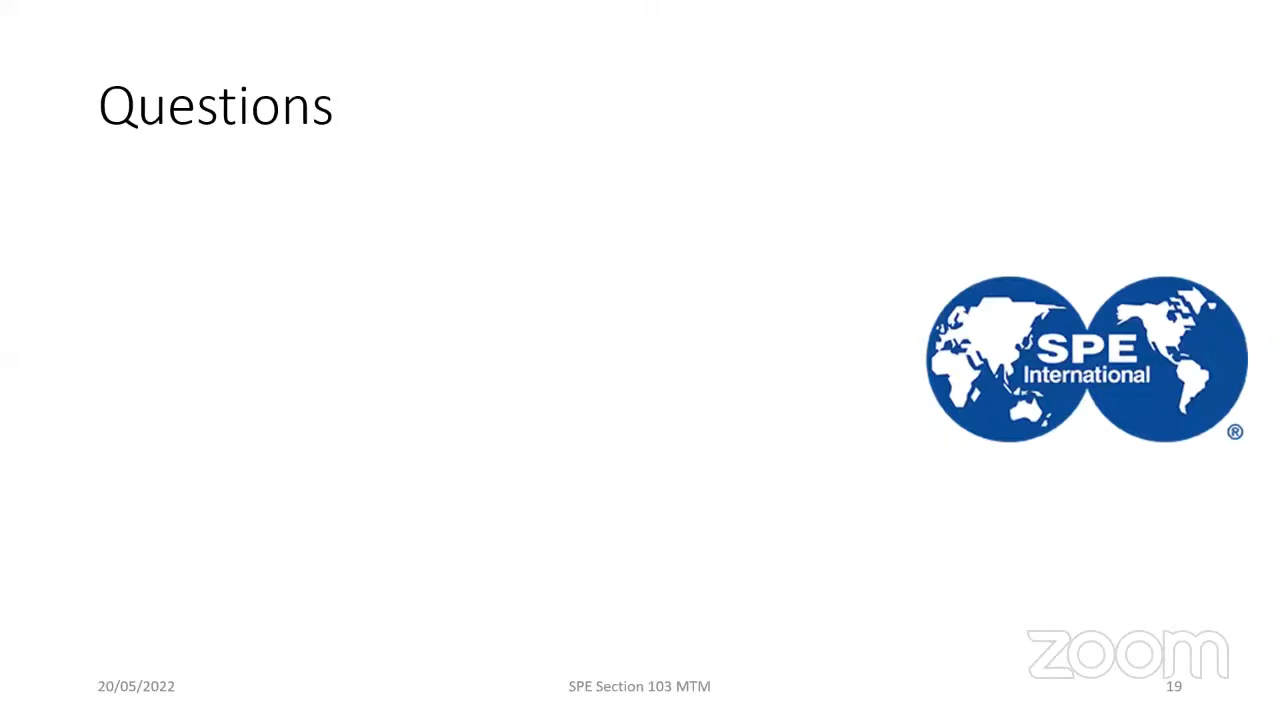 Questions
SPE
International
®
zoom
20/05/2022
SPE Section 103 MTM
19